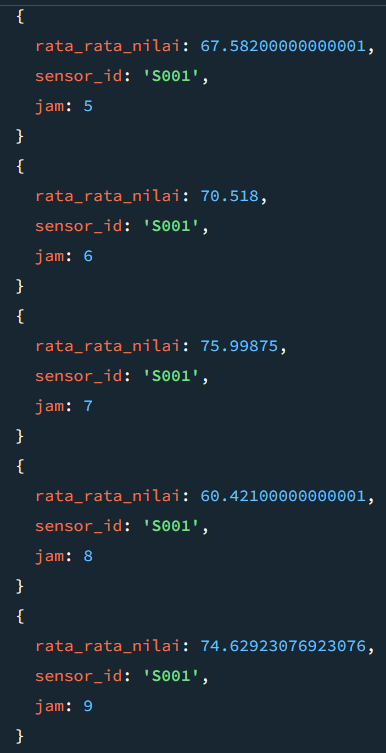 {
rata_rata_nilai: 67.58200000000001,
sensor_id: 'S001',
jam: 5
}
{
rata_rata_nilai: 70.518,
sensor_id: 'S001',
jam: 6
}
{
rata_rata_nilai: 75.99875,
sensor_id: 'S001',
jam: 7
}
{
rata_rata_nilai: 60.42100000000001,
sensor_id: 'S001',
jam: 8
}
{
rata_rata_nilai: 74.62923076923076,
sensor_id: 'S001',
jam: 9
}